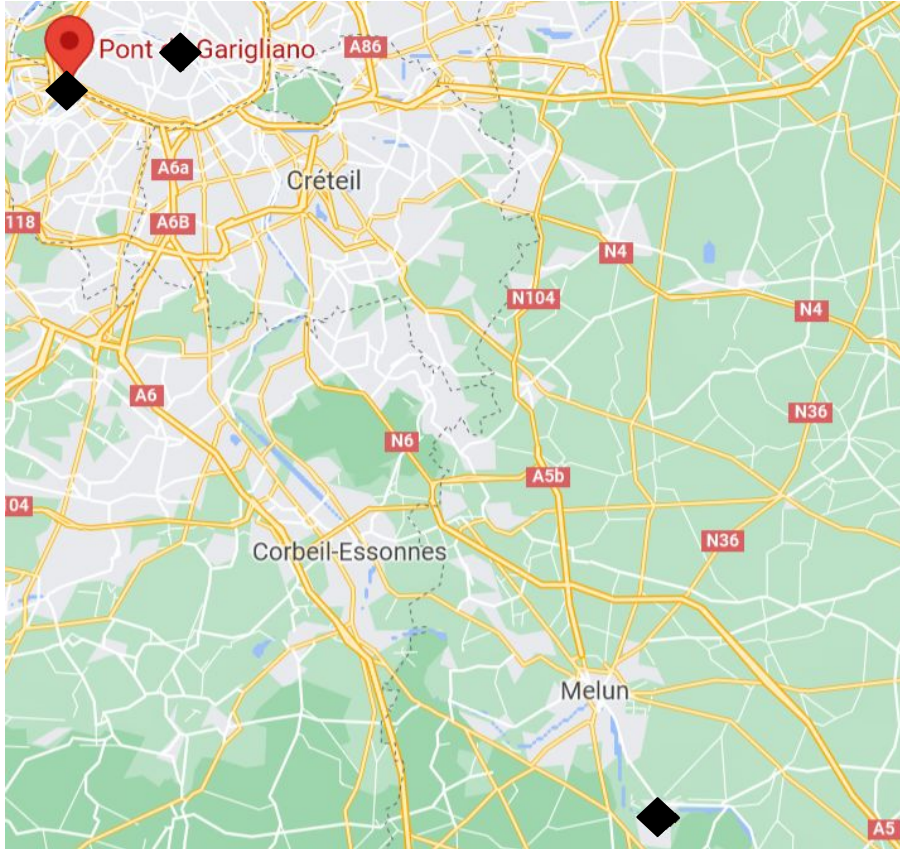 Pont d Garigliano
A86
A6a
Créteil
118
A6B
N4
N104
N4
A6
N36
N6
A5b
04
N36
Corbeil-Essonnes
Melun
A5